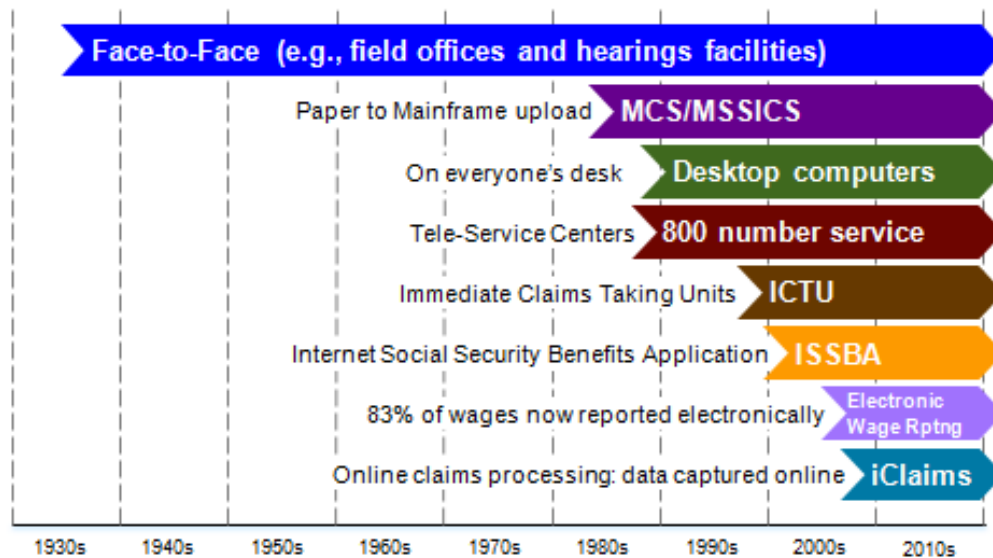 Face-to-Face (e.g., field offices and hearings facilities)
Paper to Mainframe upload MCS/MSSICS
On everyone's desk Desktop computers
Tele-Service Centers 800 number service
Immediate Claims Taking Units ICTU
Internet Social Security Benefits Application ISSBA
83% of wages now reported electronically Electronic
Wage Rptng
Online claims processing: data captured online iClaims
1930s 1940s 1950s 1960s 1970s 1980s 1990s 2000s 2010s